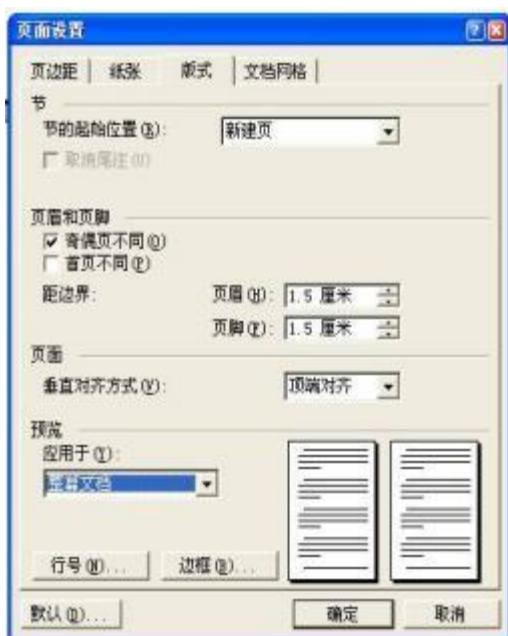 页面设置
页边距 纸张 版式 文档网格
节
节的起始位置(R): 新建页
取消尾注(U)
页眉和页脚
奇偶页不同(O)
首页不同(P)
距边界: 页眉(H): 1.5 厘米
页脚(F): 1.5 厘米
页面
垂直对齐方式(V): 顶端对齐
预览
应用于(Y):
整篇文档
行号(N)... 边框(B)...
默认(D)... 确定 取消